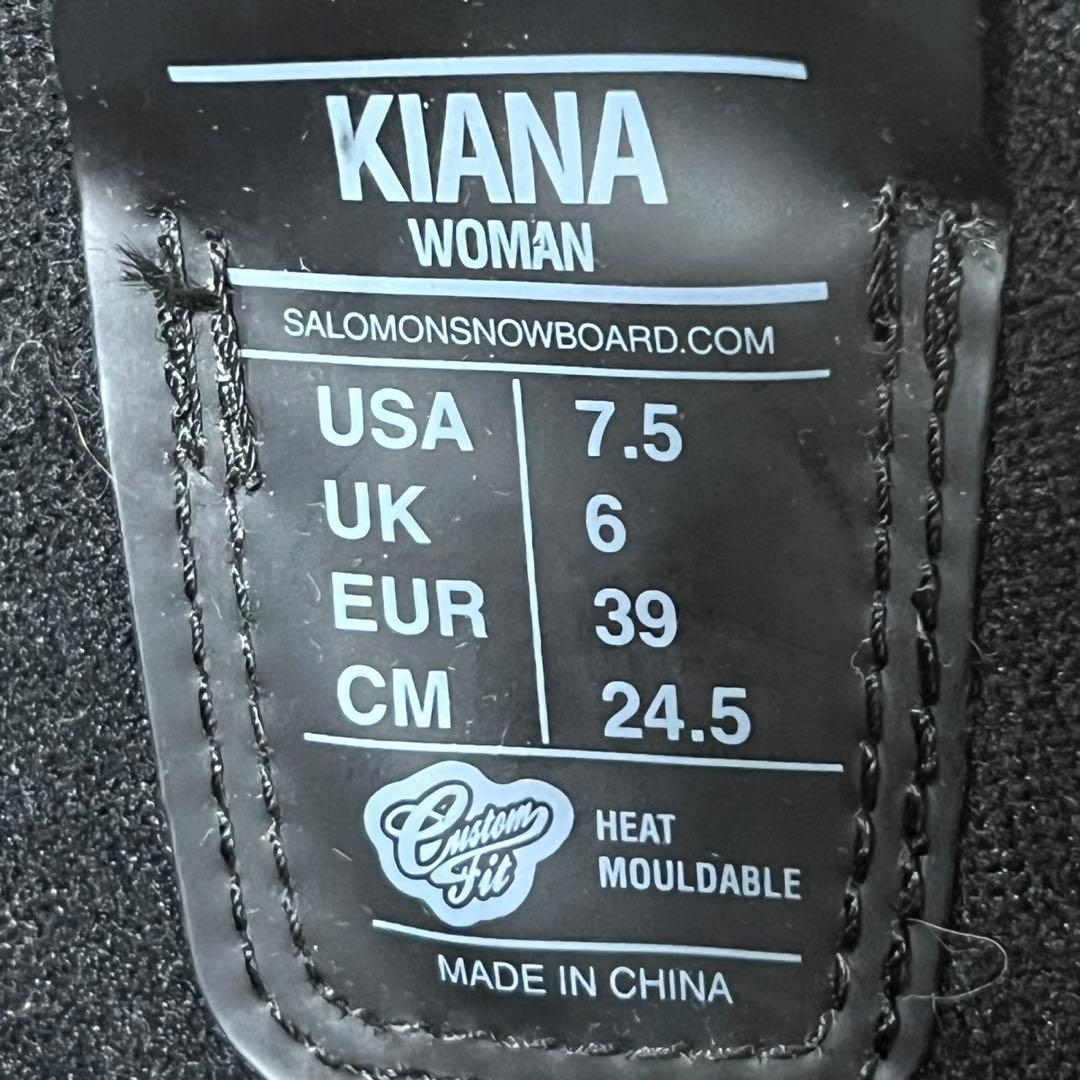 KIANA
WOMAN
SALOMONSNOWBOARD.COM
USA 7.5
UK 6
EUR 39
CM 24.5
Custom
Fit
HEAT
MOULDABLE
MADE IN CHINA